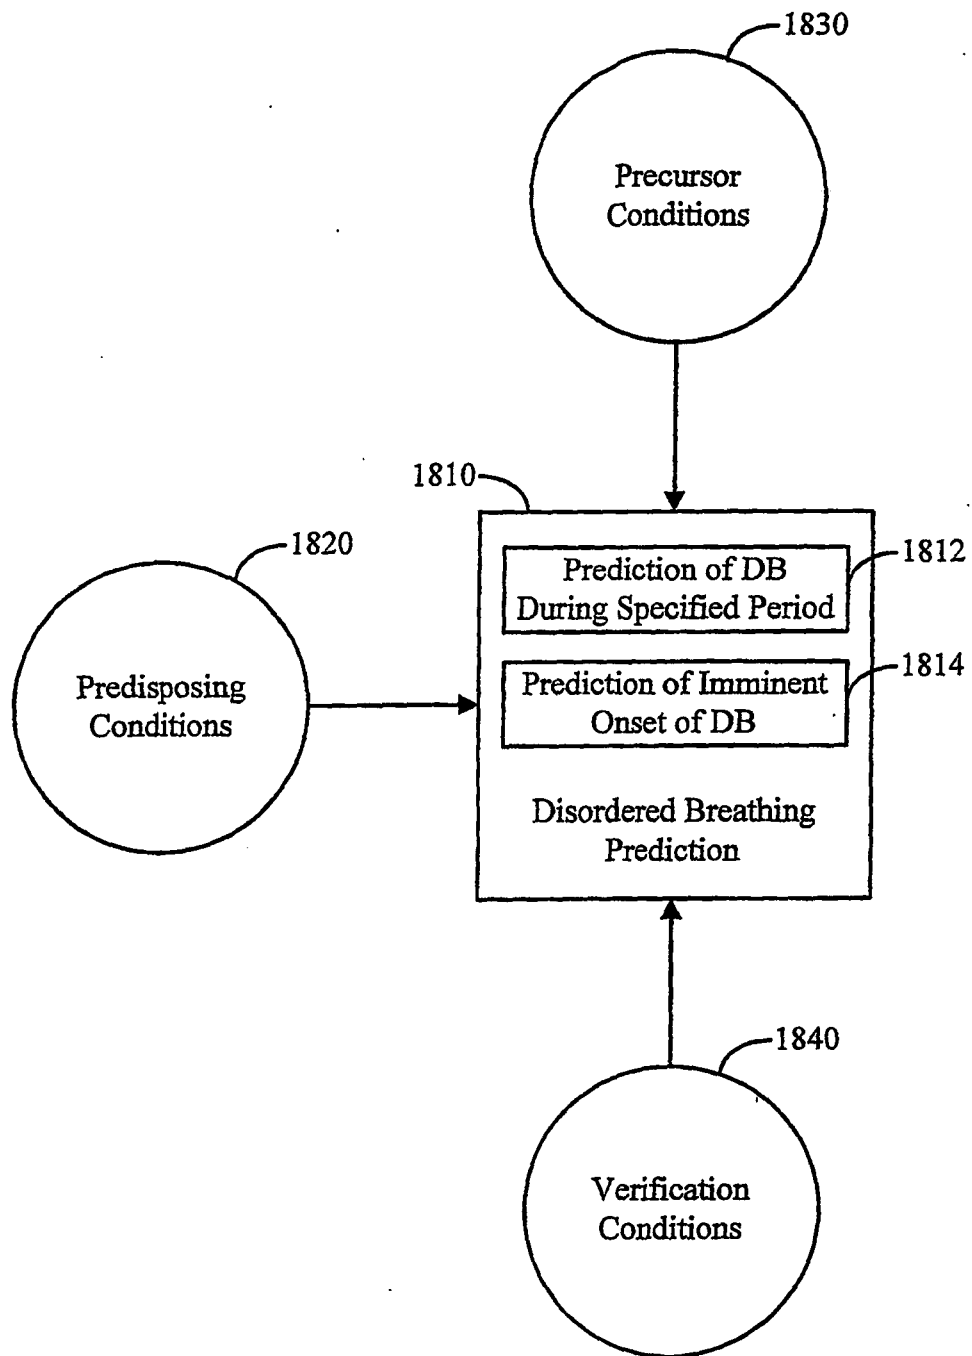 1830
Precursor
Conditions
1810
1820
Prediction of DB
During Specified Period
1812
Prediction of Imminent
Onset of DB
1814
Predisposing
Conditions
Disordered Breathing
Prediction
1840
Verification
Conditions